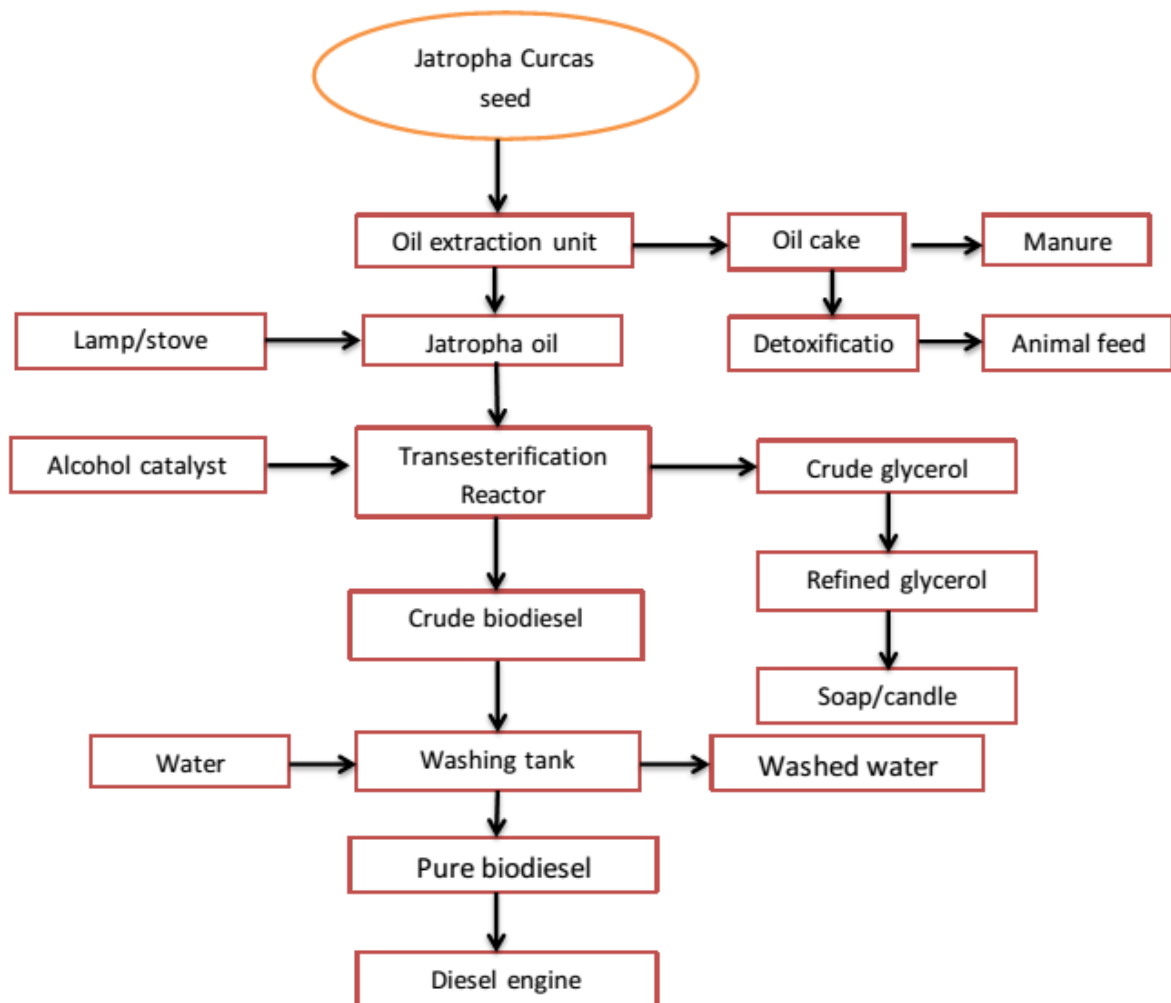 Jatropha Curcas
seed
Oil extraction unit
Oil cake
Manure
Lamp/stove
Jatropha oil
Detoxificatio
Animal feed
Alcohol catalyst
Transesterification
Reactor
Crude glycerol
Refined glycerol
Crude biodiesel
Soap/candle
Water
Washing tank
Washed water
Pure biodiesel
Diesel engine